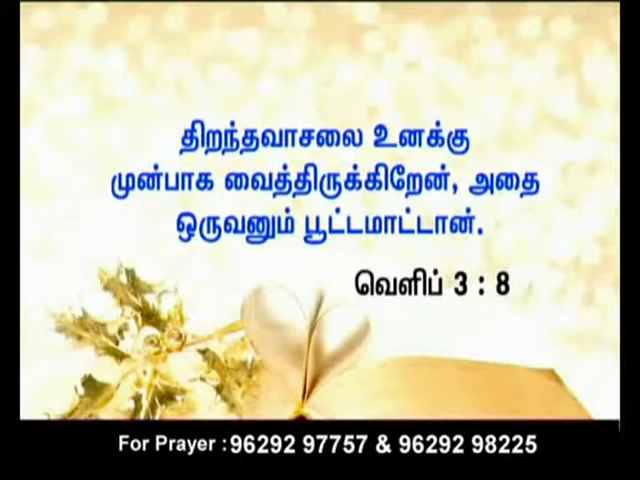 திறந்தவாசலை உனக்கு
முன்பாக வைத்திருக்கிறேன், அதை
ஒருவனும் பூட்டமாட்டான்.
வெளிப் 3 : 8
For Prayer : 96292 97757 & 96292 98225